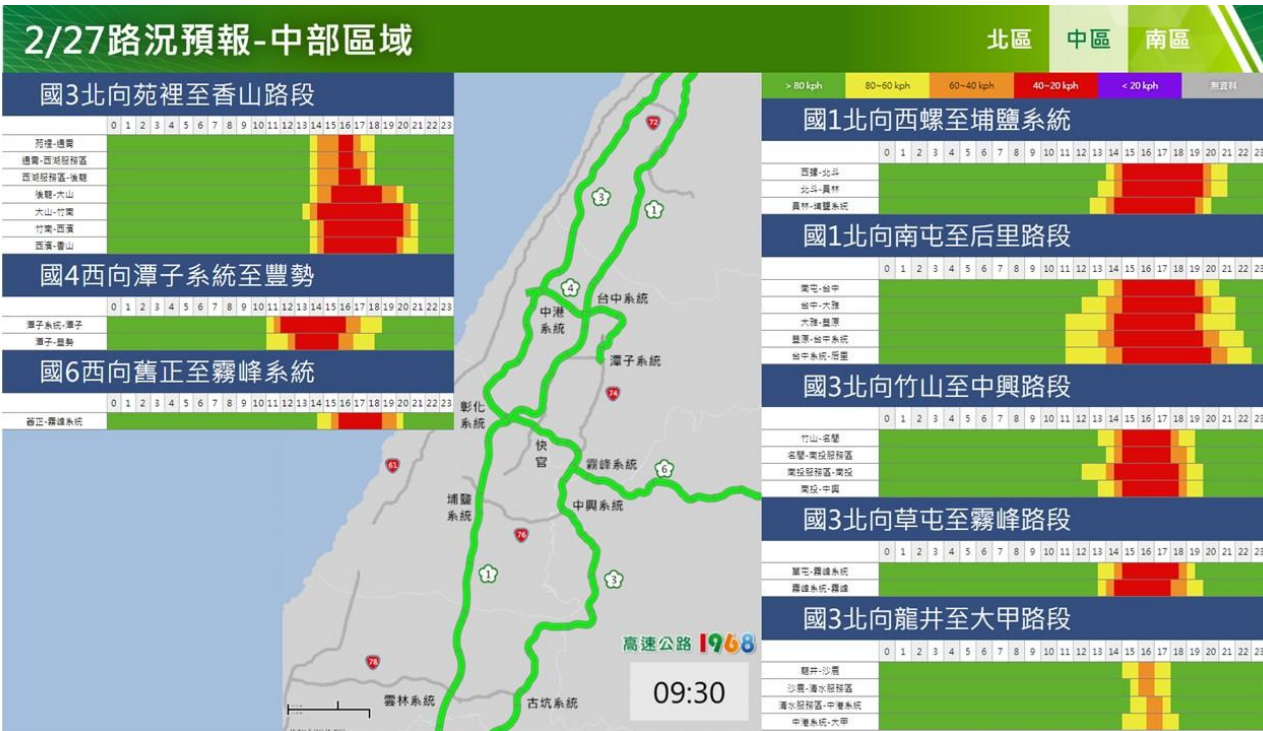 2/27路況預報-中部區域
北區 中區 南區
國3北向苑裡至香山路段
0 1 2 3 4 5 6 7 8 9 10 11 12 13 14 15 16 17 18 19 20 21 22 23
苑裡-通霄
通霄-西湖服務區
西湖服務區-後龍
後龍-大山
大山-竹南
竹南-西濱
西濱-香山
國4西向潭子系統至豐勢
0 1 2 3 4 5 6 7 8 9 10 11 12 13 14 15 16 17 18 19 20 21 22 23
潭子系統-潭子
潭子-豐勢
國6西向舊正至霧峰系統
0 1 2 3 4 5 6 7 8 9 10 11 12 13 14 15 16 17 18 19 20 21 22 23
舊正-霧峰系統
72
3
1
4
台中系統
中港
系統
潭子系統
74
彰化
系統
快
官
霧峰系統
6
61
埔鹽
系統
中興系統
76
1
3
78
雲林系統
古坑系統
高速公路1968
09:30
> 80 kph 80~60 kph 60~40 kph 40~20 kph < 20 kph 無資料
國1北向西螺至埔鹽系統
0 1 2 3 4 5 6 7 8 9 10 11 12 13 14 15 16 17 18 19 20 21 22 23
西螺-北斗
北斗-員林
員林-埔鹽系統
國1北向南屯至后里路段
0 1 2 3 4 5 6 7 8 9 10 11 12 13 14 15 16 17 18 19 20 21 22 23
南屯-台中
台中-大雅
大雅-豐原
豐原-台中系統
台中系統-后里
國3北向竹山至中興路段
0 1 2 3 4 5 6 7 8 9 10 11 12 13 14 15 16 17 18 19 20 21 22 23
竹山-名間
名間-南投服務區
南投服務區-南投
南投-中興
國3北向草屯至霧峰路段
0 1 2 3 4 5 6 7 8 9 10 11 12 13 14 15 16 17 18 19 20 21 22 23
草屯-霧峰系統
霧峰系統-霧峰
國3北向龍井至大甲路段
0 1 2 3 4 5 6 7 8 9 10 11 12 13 14 15 16 17 18 19 20 21 22 23
龍井-沙鹿
沙鹿-清水服務區
清水服務區-中港系統
中港系統-大甲